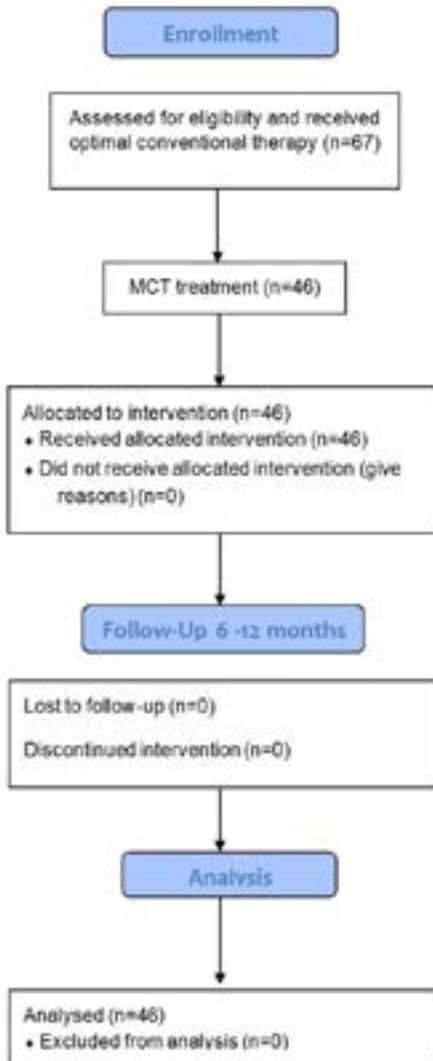 Enrollment
Assessed for eligibility and received
optimal conventional therapy (n=67)
MCT treatment (n=46)
Allocated to intervention (n=46)
• Received allocated intervention (n=46)
• Did not receive allocated intervention (give
reasons) (n=0)
Follow-Up 6 -12 months
Lost to follow-up (n=0)
Discontinued intervention (n=0)
Analysis
Analysed (n=46)
• Excluded from analysis (n=0)